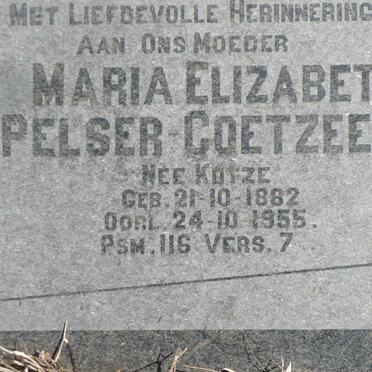 MET LIEFDEVOLLE HERINNERING
AAN ONS MOEDER
MARIA ELIZABET
PELSER-COETZEE
NEE KOTZE
GEB. 21-10-1862
OORL. 24-10-1955.
PSM. 116 VERS. 7